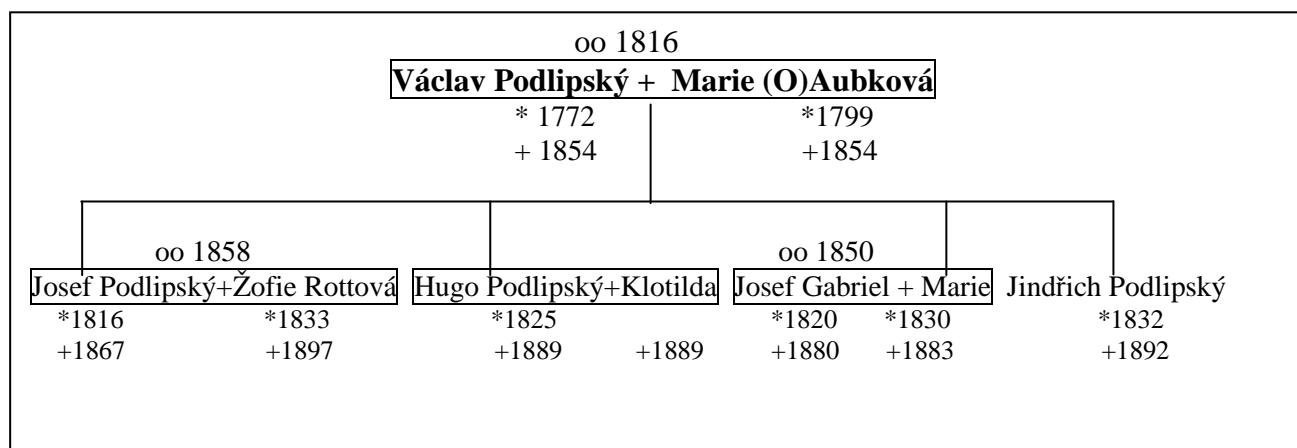 oo 1816
Václav Podlipský + Marie (O)Aubková
* 1772 *1799
+ 1854 +1854
oo 1858 oo 1850
Josef Podlipský+Žofie Rottová Hugo Podlipský+Klotilda Josef Gabriel + Marie Jindřich Podlipský
*1816 *1833 *1825 *1820 *1830 *1832
+1867 +1897 +1889 +1889 +1880 +1883 +1892